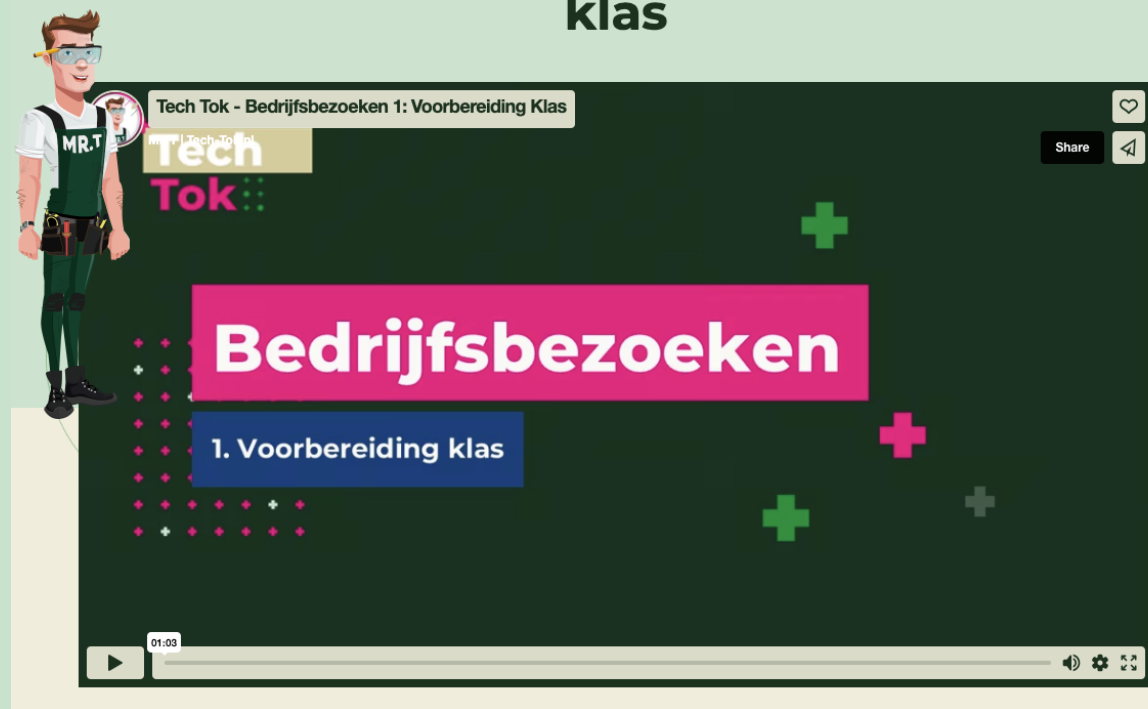 klas
Tech Tok - Bedrijfsbezoeken 1: Voorbereiding Klas
Share
MR.T
Tech
Tok
Bedrijfsbezoeken
1. Voorbereiding klas
01:03